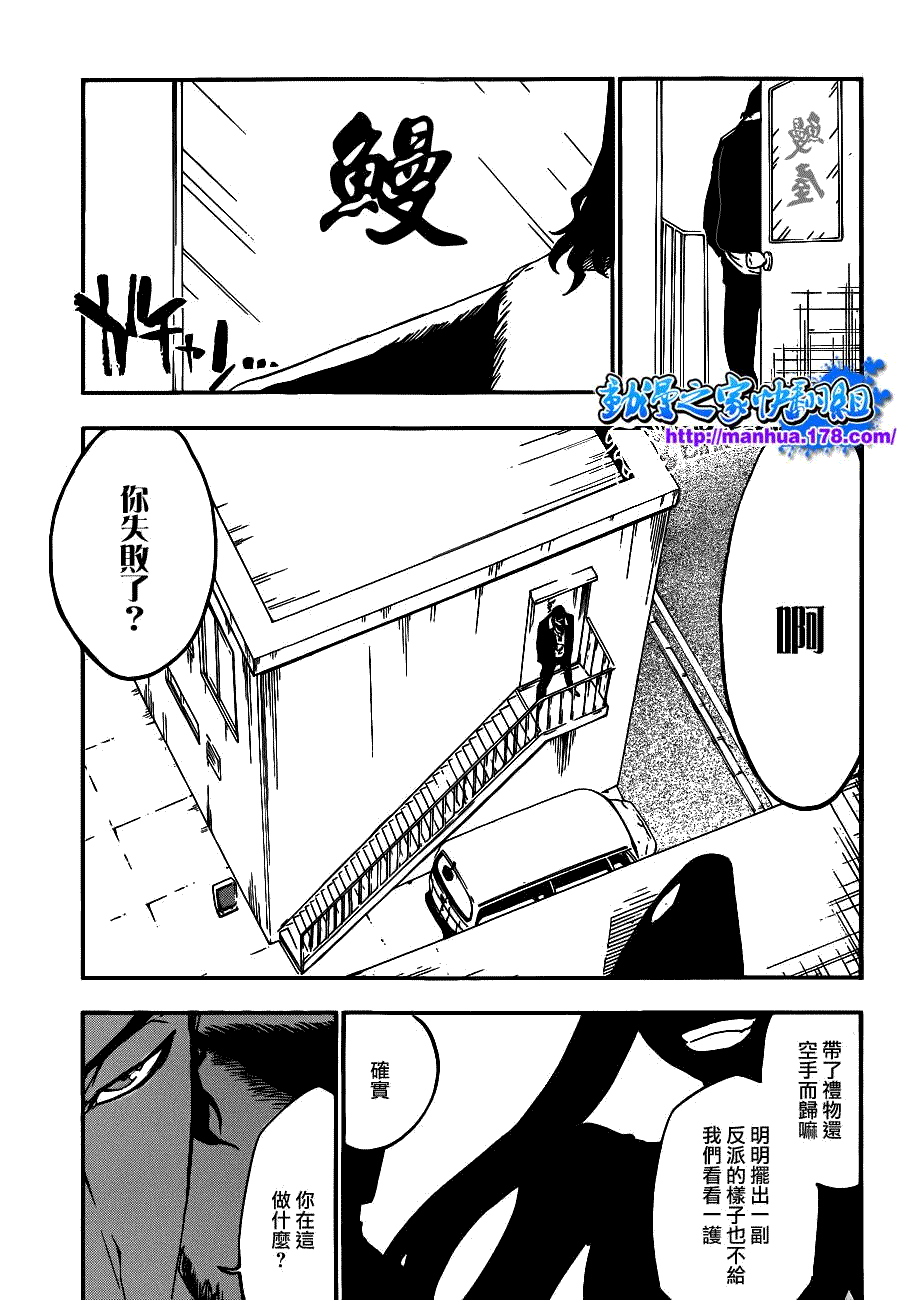 鰻屋
鰻
ガチャ…
動漫之家快翻組
http://manhua.178.com/
啊
你失敗了?
帶了禮物還
空手而歸嘛
明明擺出一副
反派的樣子也不給
我們看看一護
確實
你在這
做什麼?